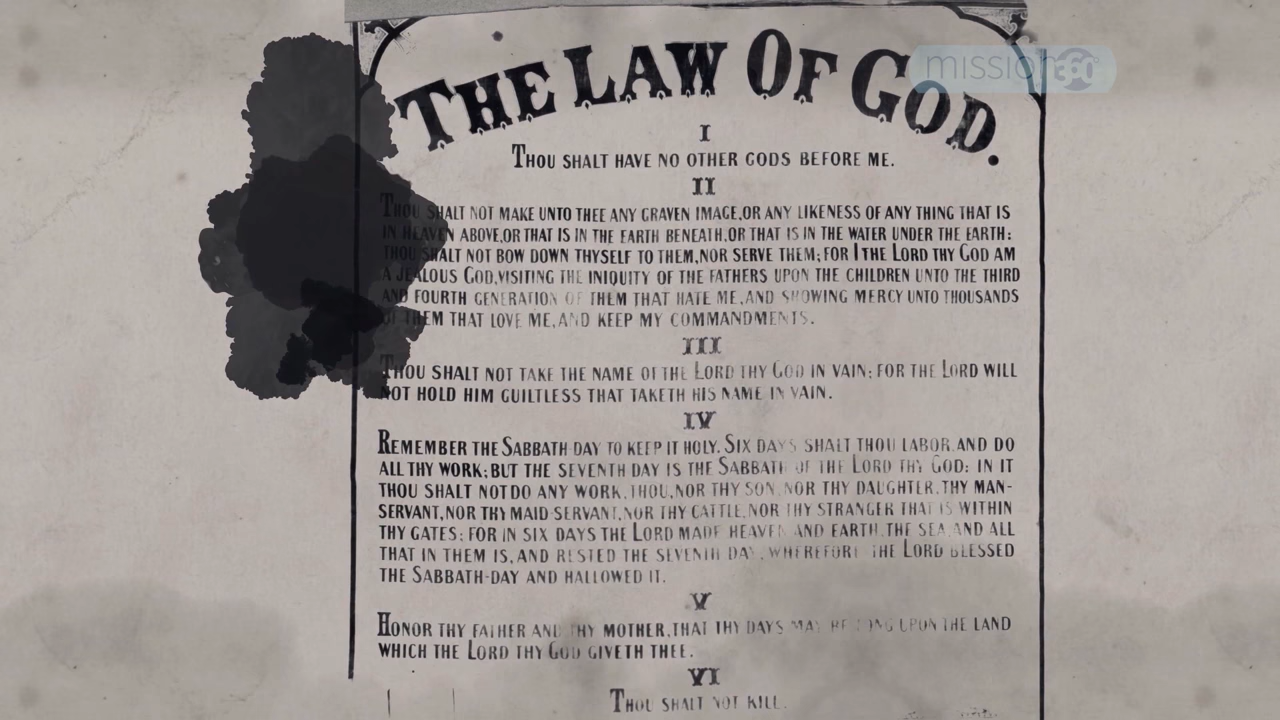 mission360°
THE LAW OF GOD.
I
THOU SHALT HAVE NO OTHER GODS BEFORE ME.
II
THOU SHALT NOT MAKE UNTO THEE ANY GRAVEN IMAGE, OR ANY LIKENESS OF ANY THING THAT IS
IN HEAVEN ABOVE, OR THAT IS IN THE EARTH BENEATH, OR THAT IS IN THE WATER UNDER THE EARTH:
THOU SHALT NOT BOW DOWN THYSELF TO THEM, NOR SERVE THEM; FOR I THE LORD THY GOD AM
A JEALOUS GOD, VISITING THE INIQUITY OF THE FATHERS UPON THE CHILDREN UNTO THE THIRD
AND FOURTH GENERATION OF THEM THAT HATE ME, AND SHOWING MERCY UNTO THOUSANDS
OF THEM THAT LOVE ME, AND KEEP MY COMMANDMENTS.
III
THOU SHALT NOT TAKE THE NAME OF THE LORD THY GOD IN VAIN; FOR THE LORD WILL
NOT HOLD HIM GUILTLESS THAT TAKETH HIS NAME IN VAIN.
IV
REMEMBER THE SABBATH DAY TO KEEP IT HOLY. SIX DAYS SHALT THOU LABOR AND DO
ALL THY WORK; BUT THE SEVENTH DAY IS THE SABBATH OF THE LORD THY GOD: IN IT
THOU SHALT NOT DO ANY WORK, THOU, NOR THY SON, NOR THY DAUGHTER, THY MAN-
SERVANT, NOR THY MAID-SERVANT, NOR THY CATTLE, NOR THY STRANGER THAT IS WITHIN
THY GATES: FOR IN SIX DAYS THE LORD MADE HEAVEN AND EARTH, THE SEA AND ALL
THAT IN THEM IS, AND RESTED THE SEVENTH DAY, WHEREFORE THE LORD BLESSED
THE SABBATH-DAY AND HALLOWED IT.
V
HONOR THY FATHER AND THY MOTHER, THAT THY DAYS MAY BE LONG UPON THE LAND
WHICH THE LORD THY GOD GIVETH THEE.
VI
THOU SHALT NOT KILL.